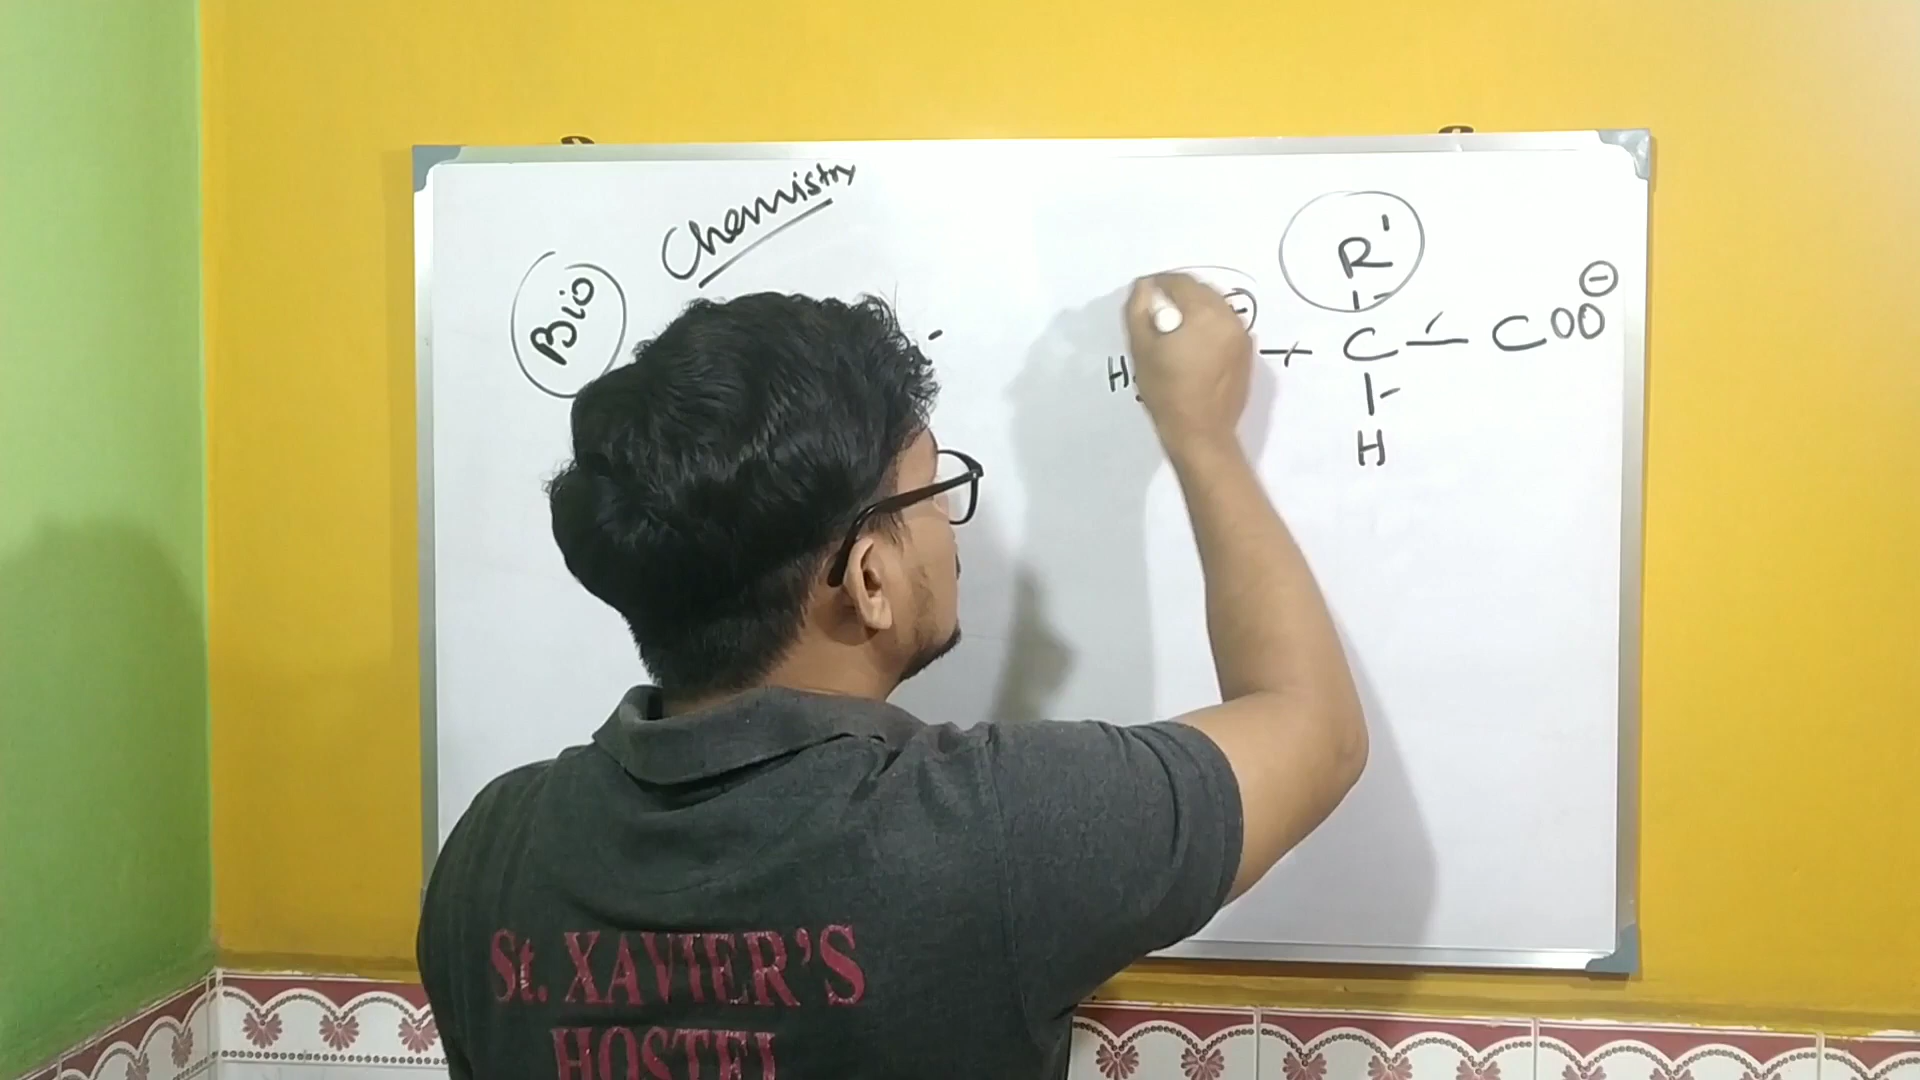 Chemistry
Bio
R'
H
C
COO
⊖
H
St. XAVIER'S
HOSTEL